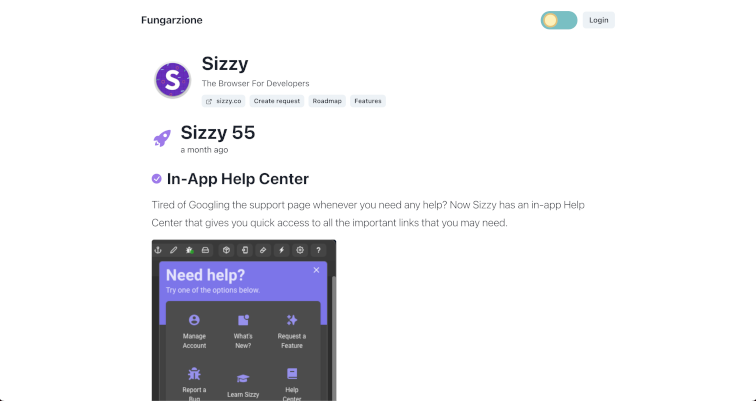 Fungarzione
Login
S
Sizzy
The Browser For Developers
sizzy.co Create request Roadmap Features
Sizzy 55
a month ago
In-App Help Center
Tired of Googling the support page whenever you need any help? Now Sizzy has an in-app Help
Center that gives you quick access to all the important links that you may need.
?
Need help?
Try one of the options below.
Manage
Account
What's
New?
Request a
Feature
Report a
Bug
Learn Sizzy
Help
Center